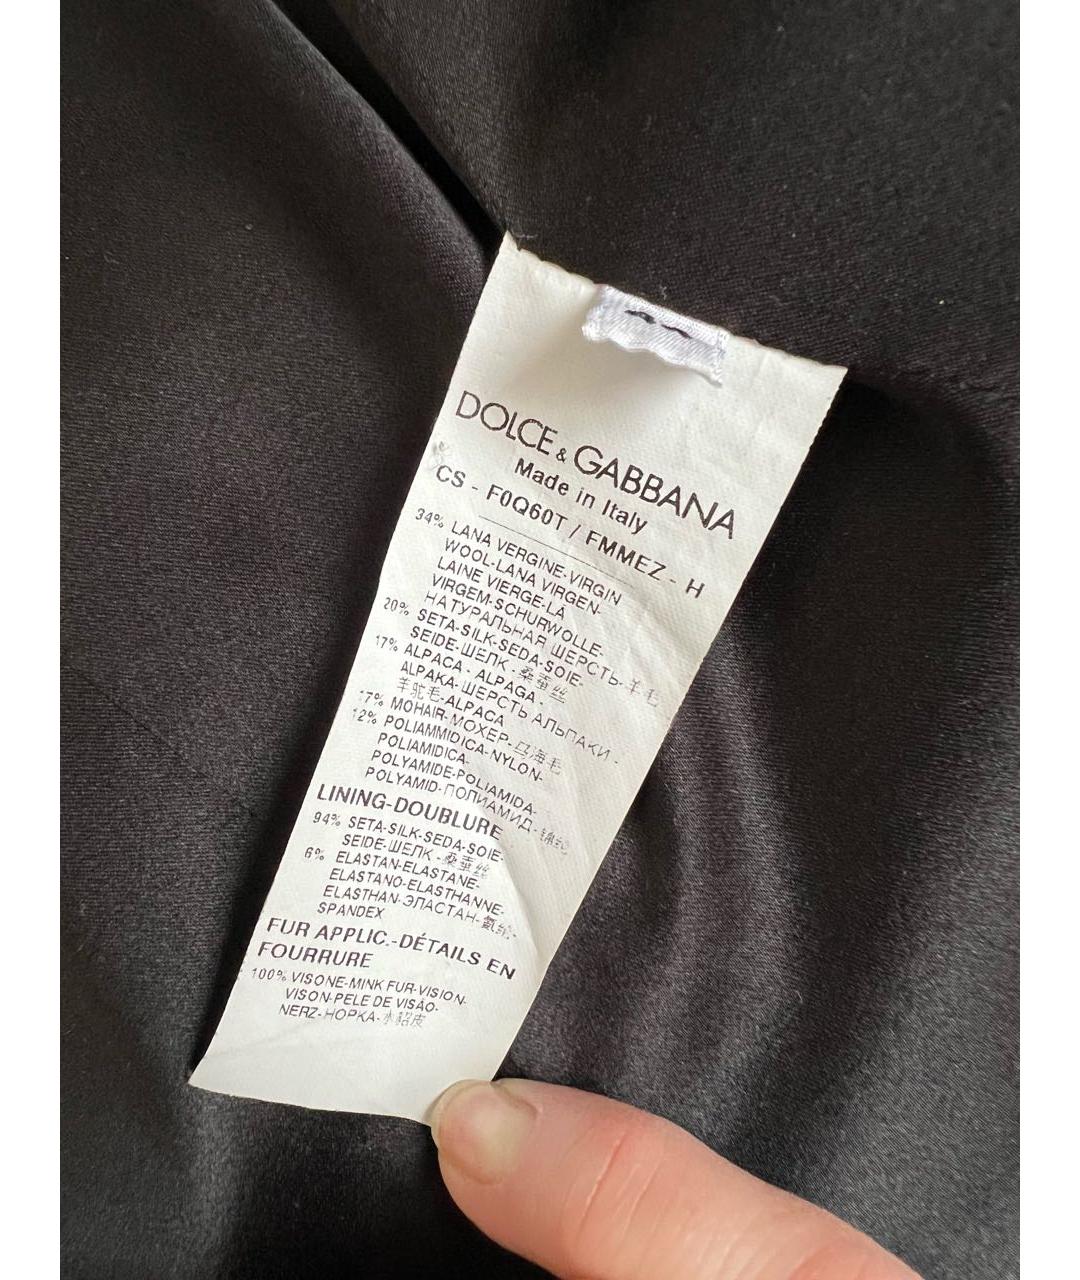 DOLCE & GABBANA
Made in Italy
CS - F0Q60T / FMMEZ - H
34% LANA VERGINE-VIRGIN
WOOL-LANA VIRGEN-
LAINE VIERGE-LA
VIRGEM-SCHURWOLLE-
НАТУРАЛЬНАЯ ШЕРСТЬ-羊毛
20% SETA-SILK-SEDA-SOIE-
SEIDE-ШЕЛК-桑蚕丝
17% ALPACA-ALPAGA-
ALPAKA-ШЕРСТЬ АЛЬПАКИ-
羊驼毛-ALPACA
17% MOHAIR-МОХЕР-马海毛
12% POLIAMMIDICA-NYLON-
POLIAMIDICA-
POLYAMIDE-POLIAMIDA-
POLYAMID-ПОЛИАМИД-锦纶
LINING-DOUBLURE
94% SETA-SILK-SEDA-SOIE-
SEIDE-ШЕЛК-桑蚕丝
6% ELASTAN-ELASTANE-
ELASTANO-ELASTHANNE-
ELASTHAN-ЭЛАСТАН-氨纶-
SPANDEX
FUR APPLIC.-DÉTAILS EN
FOURRURE
100% VISONE-MINK FUR-VISION-
VISON-PELE DE VISÃO-
NERZ-НОРКА-水貂皮